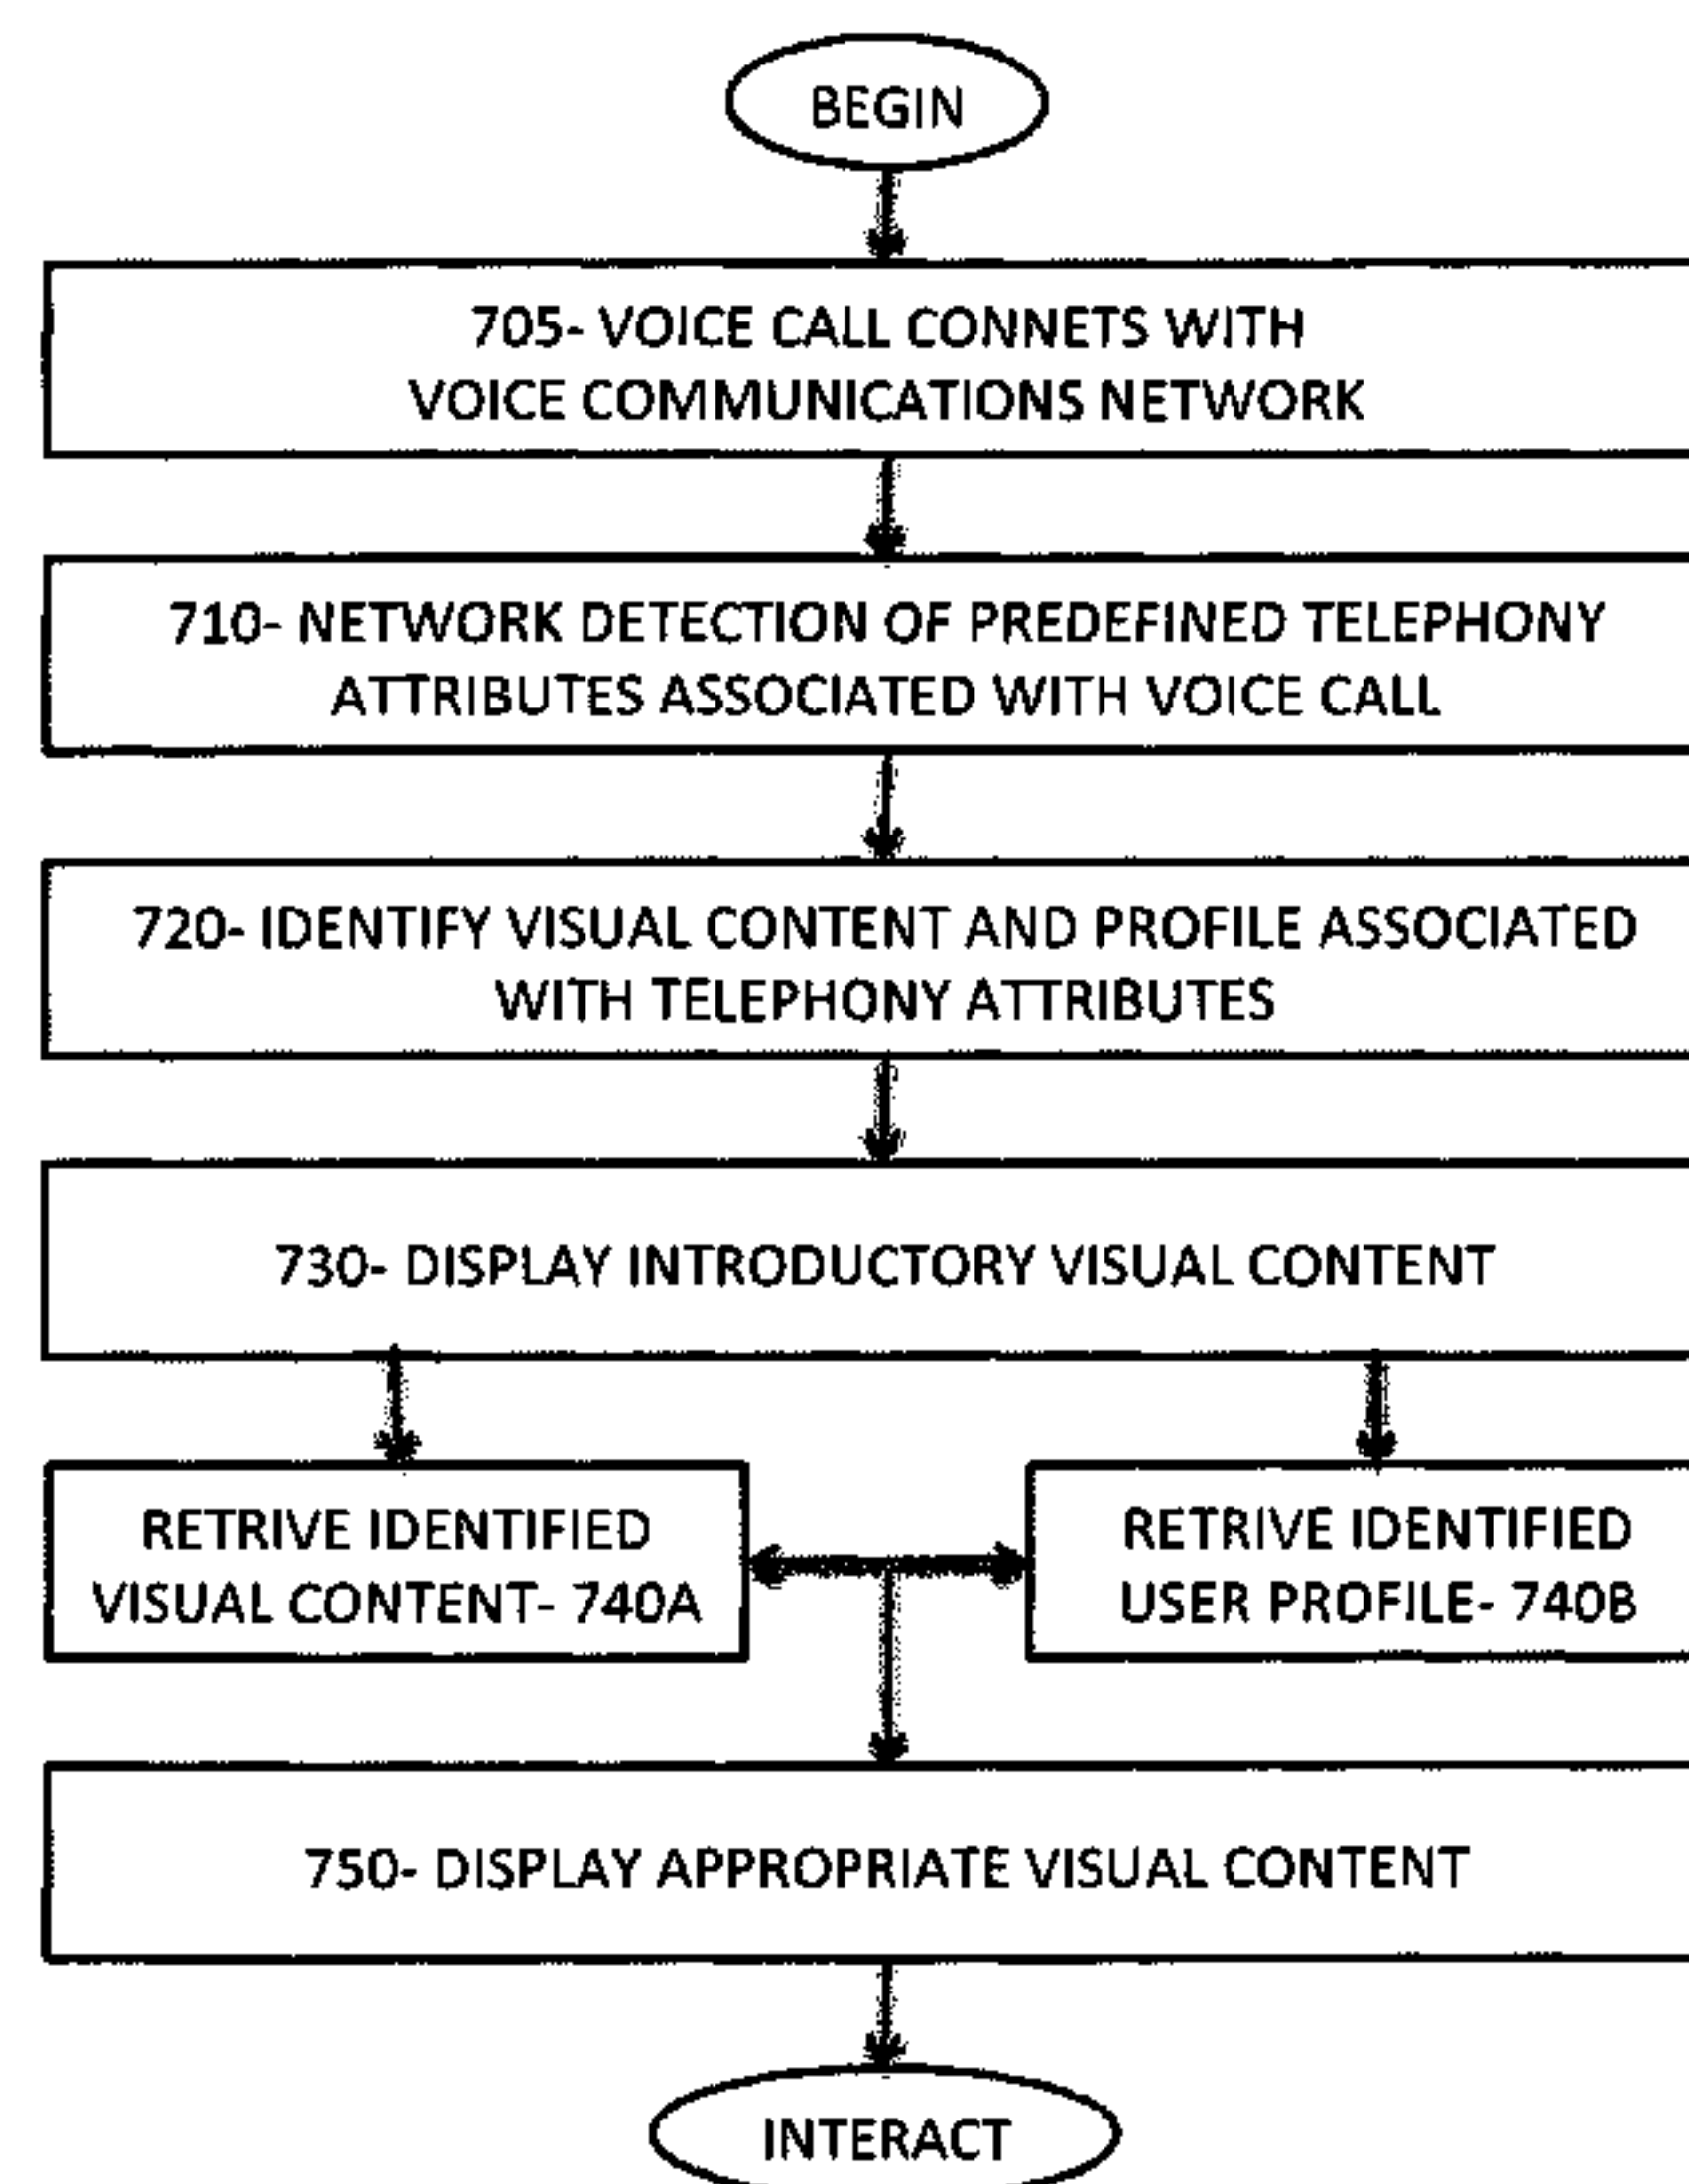 BEGIN
705- VOICE CALL CONNETS WITH
VOICE COMMUNICATIONS NETWORK
710- NETWORK DETECTION OF PREDEFINED TELEPHONY
ATTRIBUTES ASSOCIATED WITH VOICE CALL
720- IDENTIFY VISUAL CONTENT AND PROFILE ASSOCIATED
WITH TELEPHONY ATTRIBUTES
730- DISPLAY INTRODUCTORY VISUAL CONTENT
RETRIVE IDENTIFIED
VISUAL CONTENT- 740A
RETRIVE IDENTIFIED
USER PROFILE- 740B
750- DISPLAY APPROPRIATE VISUAL CONTENT
INTERACT